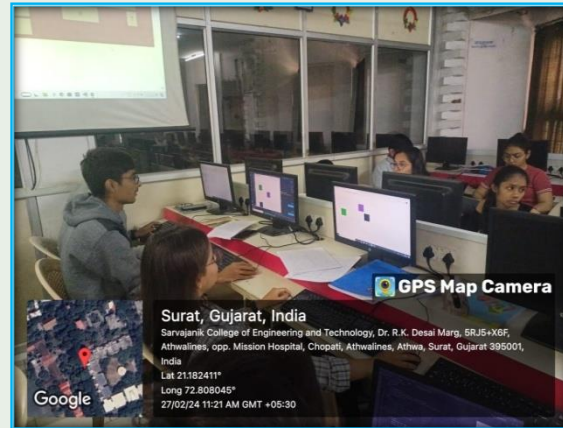 GPS Map Camera
Surat, Gujarat, India
Sarvajanik College of Engineering and Technology, Dr. R.K. Desai Marg, 5RJ5+X6F,
Athwalines, opp. Mission Hospital, Chopati, Athwalines, Athwa, Surat, Gujarat 395001,
India
Lat 21.182411°
Long 72.808045°
27/02/24 11:21 AM GMT +05:30
Google